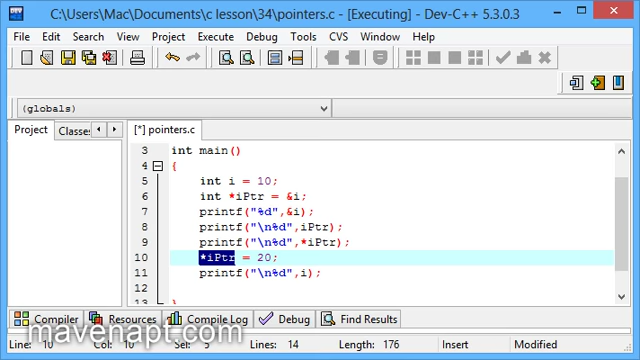 C:\Users\Mac\Documents\c lesson\34\pointers.c - [Executing] - Dev-C++ 5.3.0.3
File Edit Search View Project Execute Debug Tools CVS Window Help
(globals)
Project Classes [*] pointers.c
3 int main()
4 {
5 int i = 10;
6 int *iPtr = &i;
7 printf("%d",&i);
8 printf("\n%d",iPtr);
9 printf("\n%d",*iPtr);
10 *iPtr = 20;
11 printf("\n%d",i);
12
13 }
Compiler Resources Compile Log Debug Find Results
mavenapt.com
Line: 10 Col: 10 Sel: 5 Lines: 14 Length: 176 Insert Modified